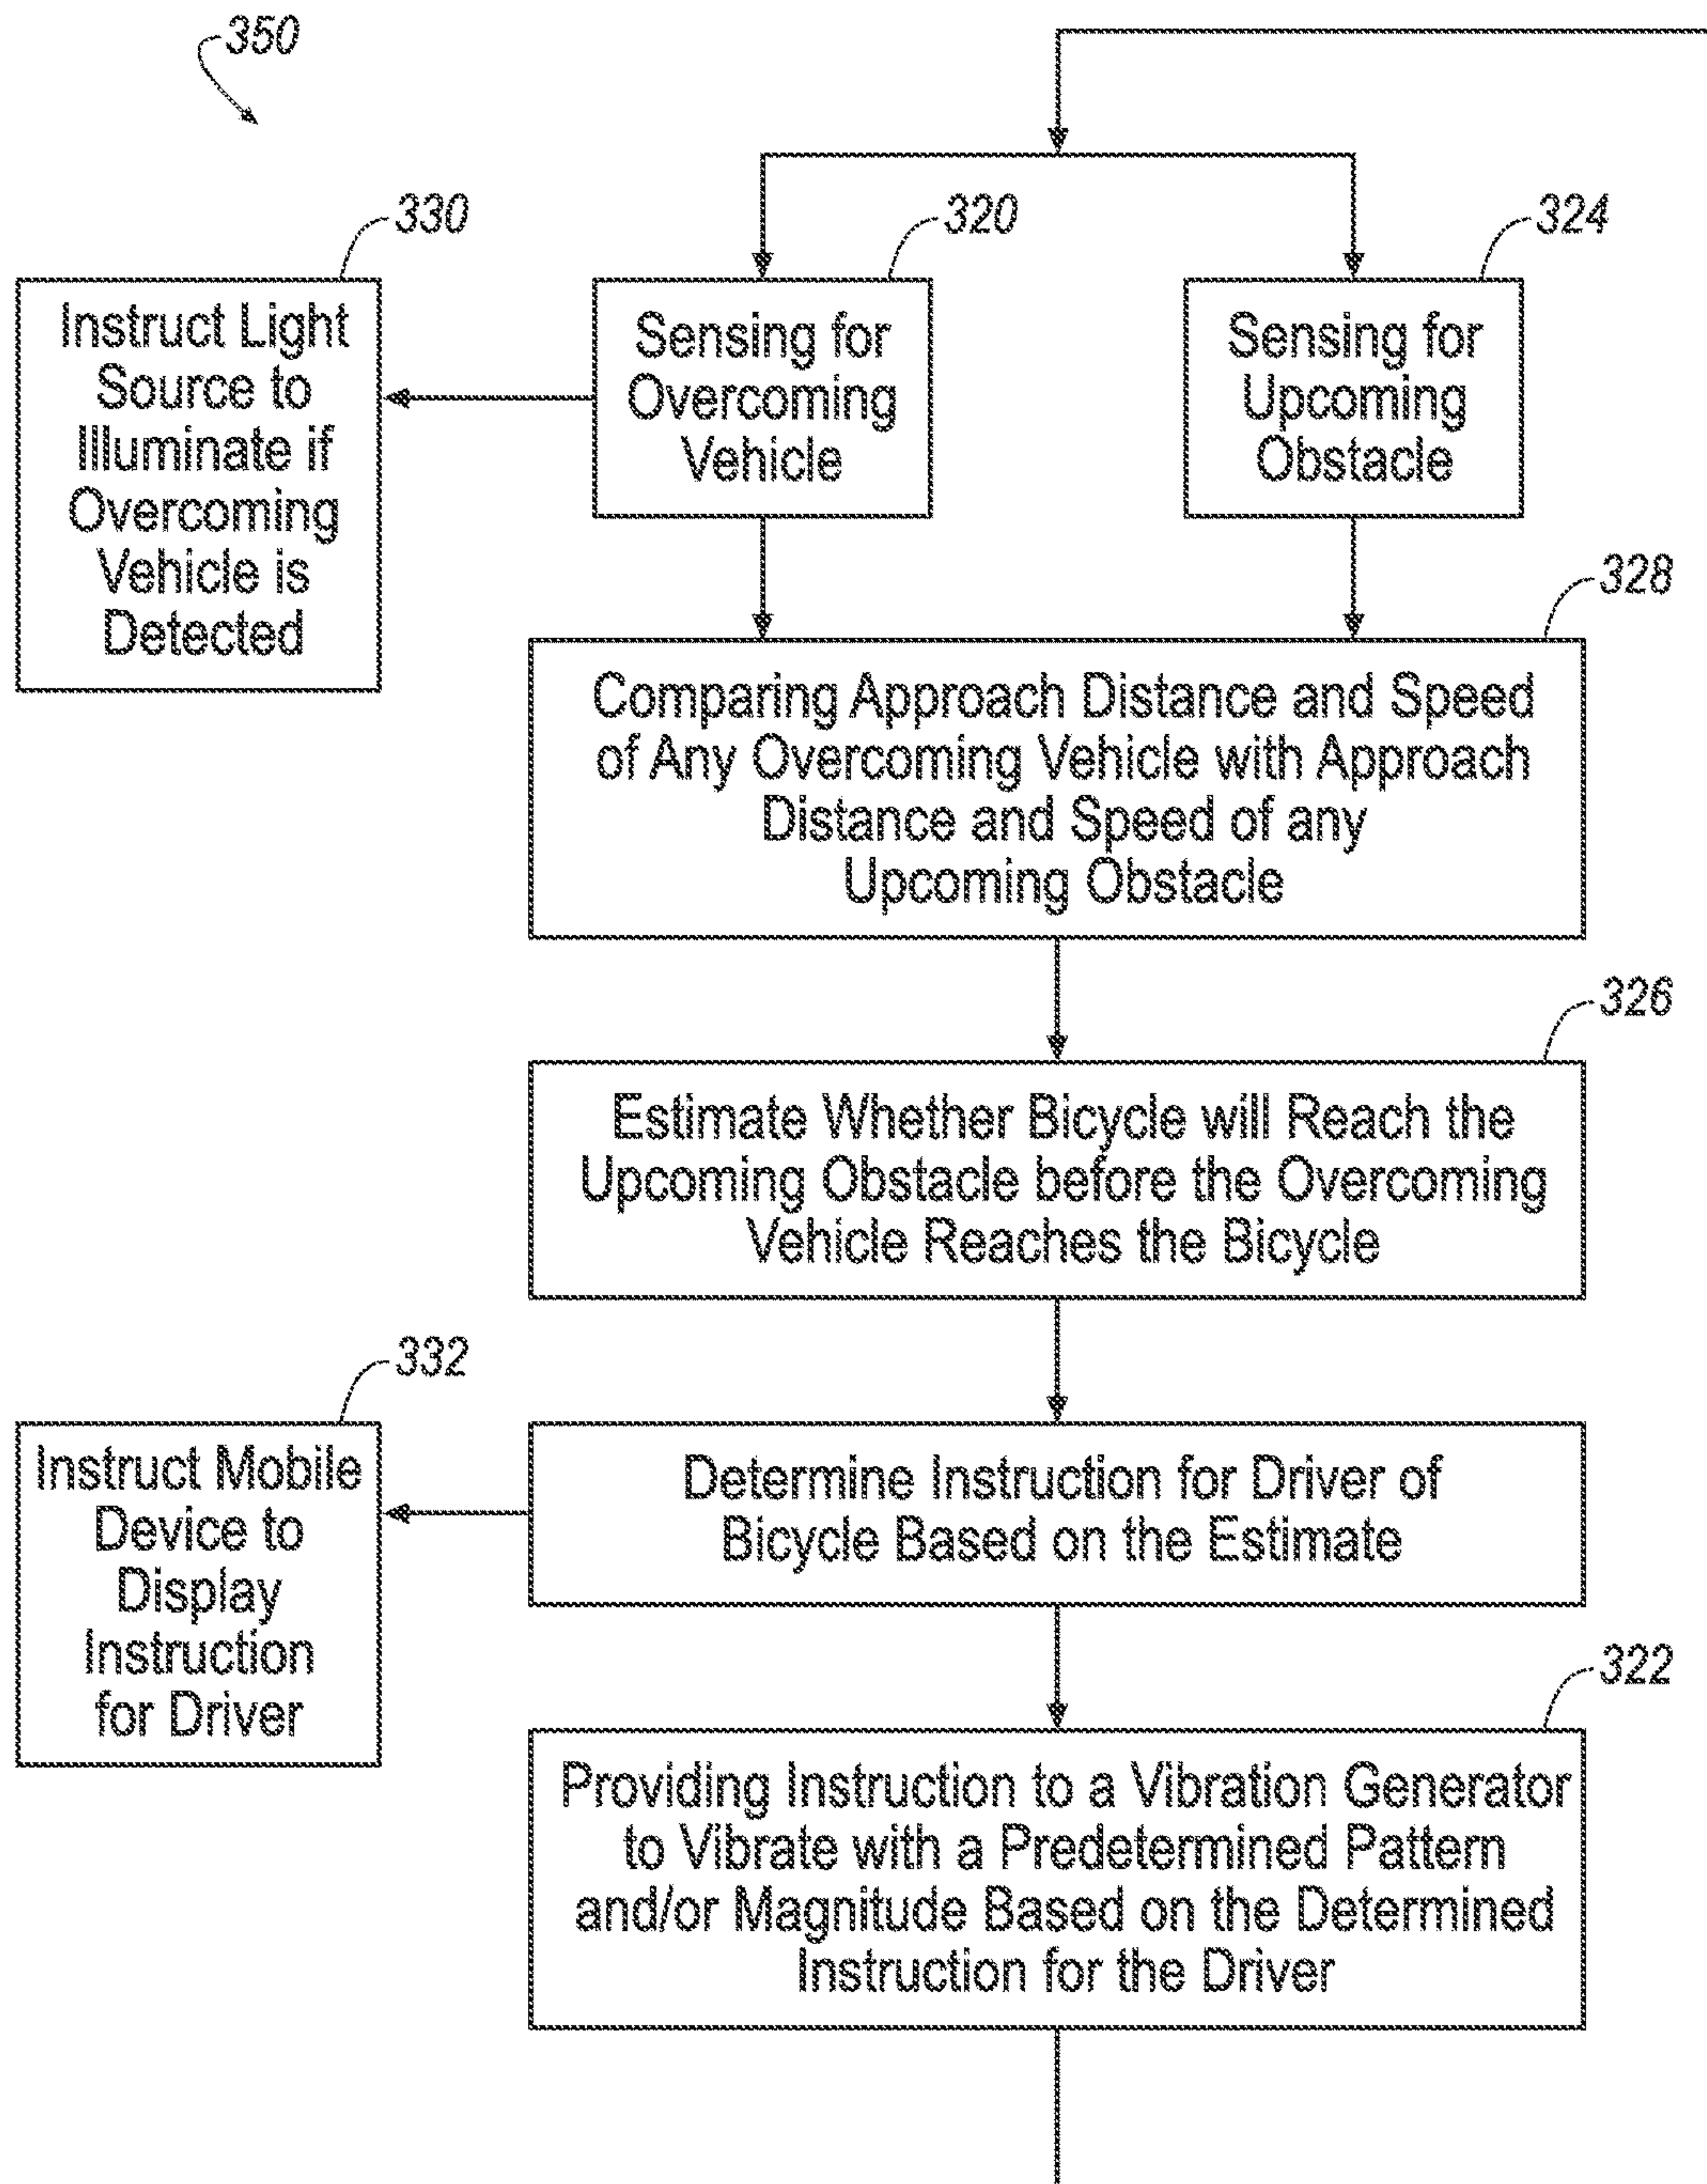 350
330
Instruct Light
Source to
Illuminate if
Overcoming
Vehicle is
Detected
320
Sensing for
Overcoming
Vehicle
324
Sensing for
Upcoming
Obstacle
328
Comparing Approach Distance and Speed
of Any Overcoming Vehicle with Approach
Distance and Speed of any
Upcoming Obstacle
326
Estimate Whether Bicycle will Reach the
Upcoming Obstacle before the Overcoming
Vehicle Reaches the Bicycle
332
Instruct Mobile
Device to
Display
Instruction
for Driver
Determine Instruction for Driver of
Bicycle Based on the Estimate
322
Providing Instruction to a Vibration Generator
to Vibrate with a Predetermined Pattern
and/or Magnitude Based on the Determined
Instruction for the Driver